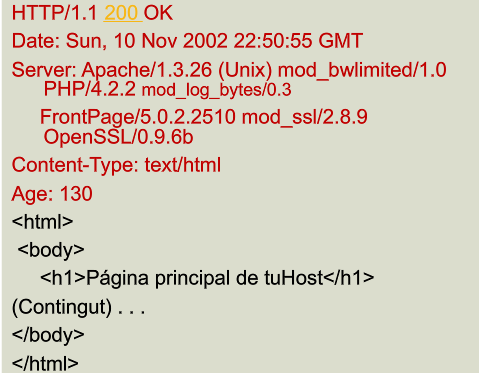 HTTP/1.1 200 OK
Date: Sun, 10 Nov 2002 22:50:55 GMT
Server: Apache/1.3.26 (Unix) mod_bwlimited/1.0
PHP/4.2.2 mod_log_bytes/0.3
FrontPage/5.0.2.2510 mod_ssl/2.8.9
OpenSSL/0.9.6b
Content-Type: text/html
Age: 130
<html>
<body>
<h1>Página principal de tuHost</h1>
(Contingut) . . .
</body>
</html>